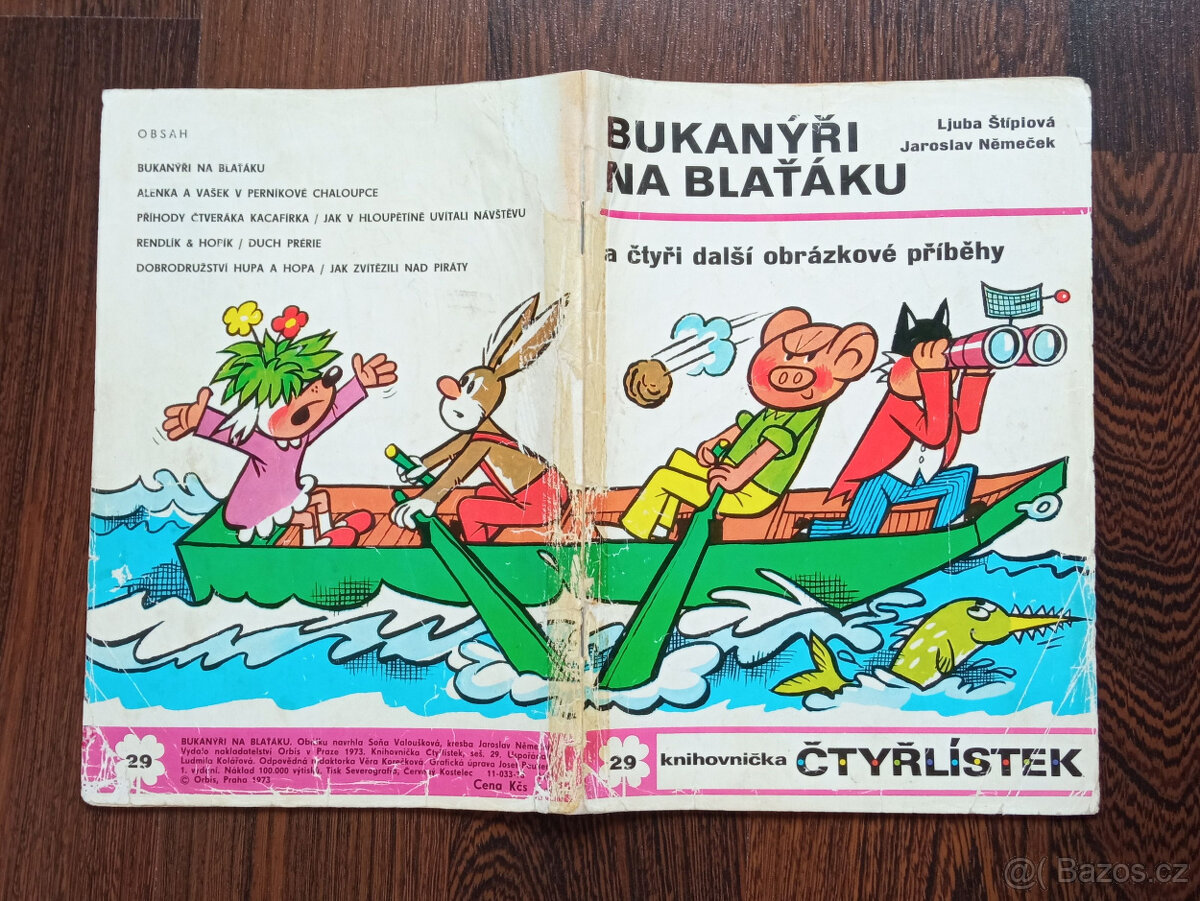 OBSAH
BUKANÝŘI NA BLAŤÁKU
ALENKA A VAŠEK V PERNÍKOVÉ CHALOUPCE
PŘÍHODY ČTVERÁKA KACAFÍRKA / JAK V HLOUPĚTÍNĚ UVÍTALI NÁVŠTĚVU
RENDLÍK & HOPÍK / DUCH PRÉRIE
DOBRODRUŽSTVÍ HUPA A HOPA / JAK ZVÍTĚZILI NAD PIRÁTY
29
BUKANÝŘI NA BLAŤÁKU. Obálku navrhla Soňa Valoušková, kresba Jaroslav
Vydalo nakladatelství Orbis v Praze 1973. Knihovnička Čtyřlístek, seš. 29.
Ludmila Kolářová. Odpovědná redaktorka Věra Korečková. Grafická úprava Josef
1. vydání. Náklad 100.000 výtisků. Tisk Severografia, Červený Kostelec
© Orbis, Praha 1973
Cena Kčs
BUKANÝŘI
NA BLAŤÁKU
Ljuba Štíplová
Jaroslav Němeček
a čtyři další obrázkové příběhy
29 knihovnička ČTYŘLÍSTEK
@( Bazos.cz